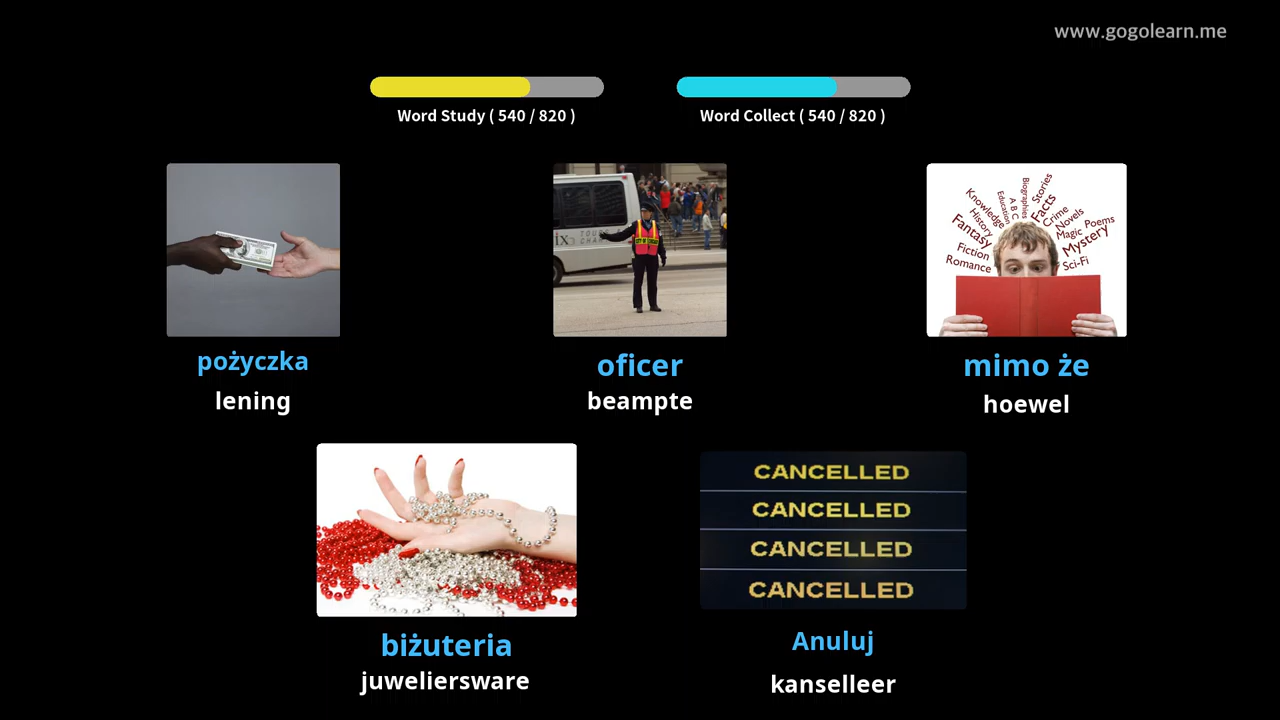 www.gogolearn.me
Word Study ( 540 / 820 )
Word Collect ( 540 / 820 )
Knowledge
History
Fantasy
Fiction
Romance
Education
A B C
Biographies
Stories
Facts
Crime
Novels
Magic
Poems
Mystery
Sci-Fi
pożyczka
lening
oficer
beampte
mimo że
hoewel
CANCELLED
CANCELLED
CANCELLED
CANCELLED
biżuteria
juweliersware
Anuluj
kanselleer